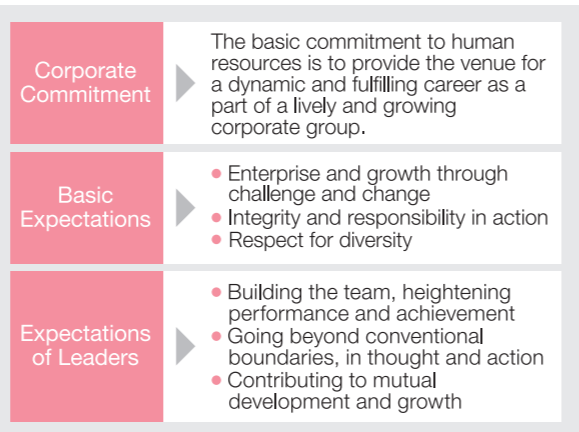 Corporate
Commitment
The basic commitment to human
resources is to provide the venue for
a dynamic and fulfilling career as a
part of a lively and growing
corporate group.
Basic
Expectations
• Enterprise and growth through
challenge and change
• Integrity and responsibility in action
• Respect for diversity
Expectations
of Leaders
• Building the team, heightening
performance and achievement
• Going beyond conventional
boundaries, in thought and action
• Contributing to mutual
development and growth